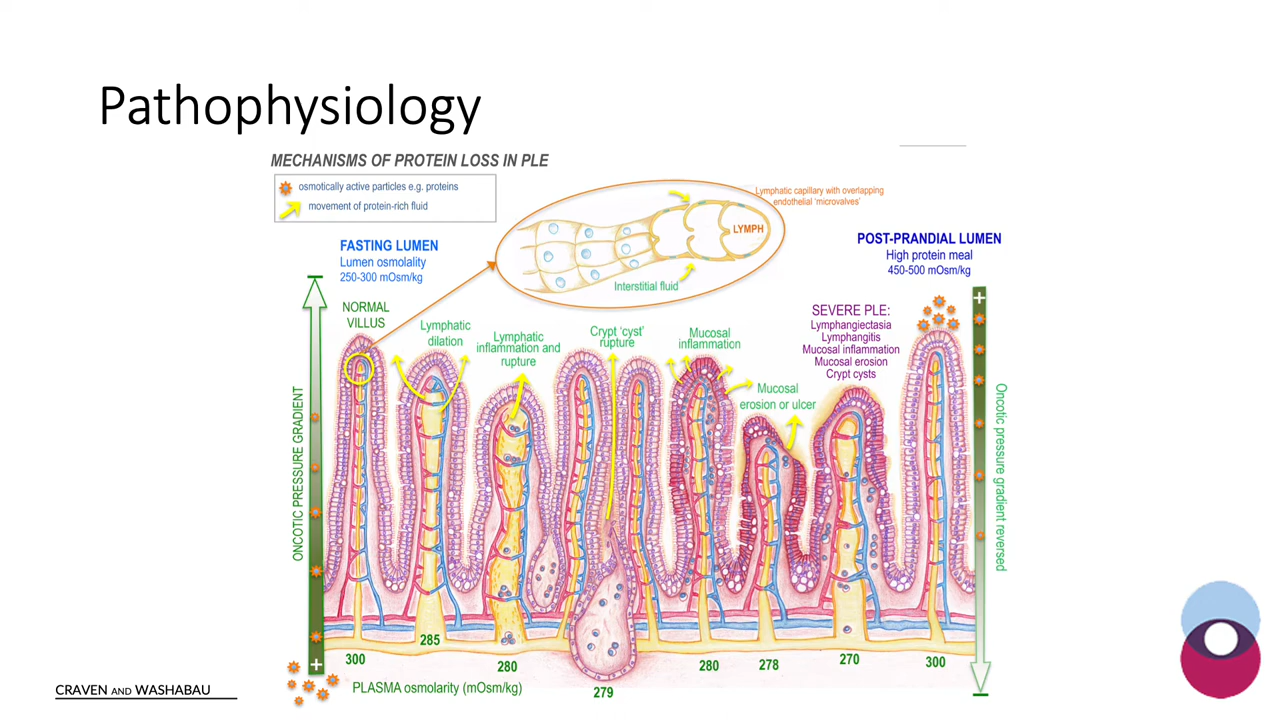 Pathophysiology
MECHANISMS OF PROTEIN LOSS IN PLE
osmotically active particles e.g. proteins
movement of protein-rich fluid
Lymphatic capillary with overlapping
endothelial 'microvalves'
LYMPH
Interstitial fluid
FASTING LUMEN
Lumen osmolality
250-300 mOsm/kg
POST-PRANDIAL LUMEN
High protein meal
450-500 mOsm/kg
NORMAL
VILLUS
Lymphatic
dilation
Lymphatic
inflammation and
rupture
Crypt 'cyst'
rupture
Mucosal
inflammation
Mucosal
erosion or ulcer
SEVERE PLE:
Lymphangiectasia
Lymphangitis
Mucosal inflammation
Mucosal erosion
Crypt cysts
+
ONCOTIC PRESSURE GRADIENT
Oncotic pressure gradient reversed
+
300
285
280
279
280
278
270
300
PLASMA osmolarity (mOsm/kg)
CRAVEN AND WASHABAU